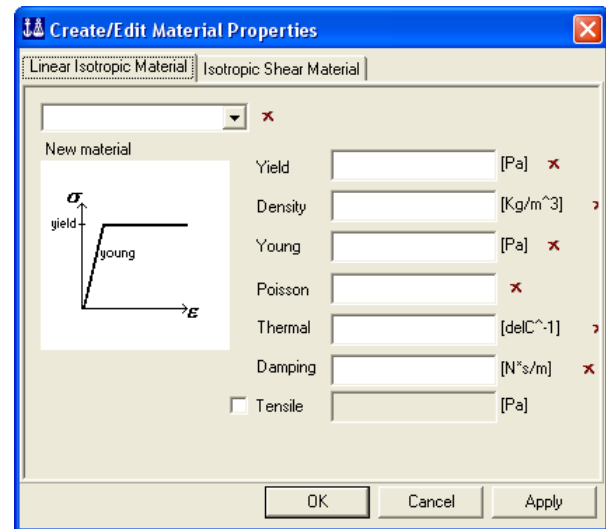 Create/Edit Material Properties
Linear Isotropic Material
Isotropic Shear Material
New material
σ
yield
young
ε
Yield [Pa]
Density [Kg/m^3]
Young [Pa]
Poisson
Thermal [delC^-1]
Damping [N*s/m]
Tensile [Pa]
OK Cancel Apply